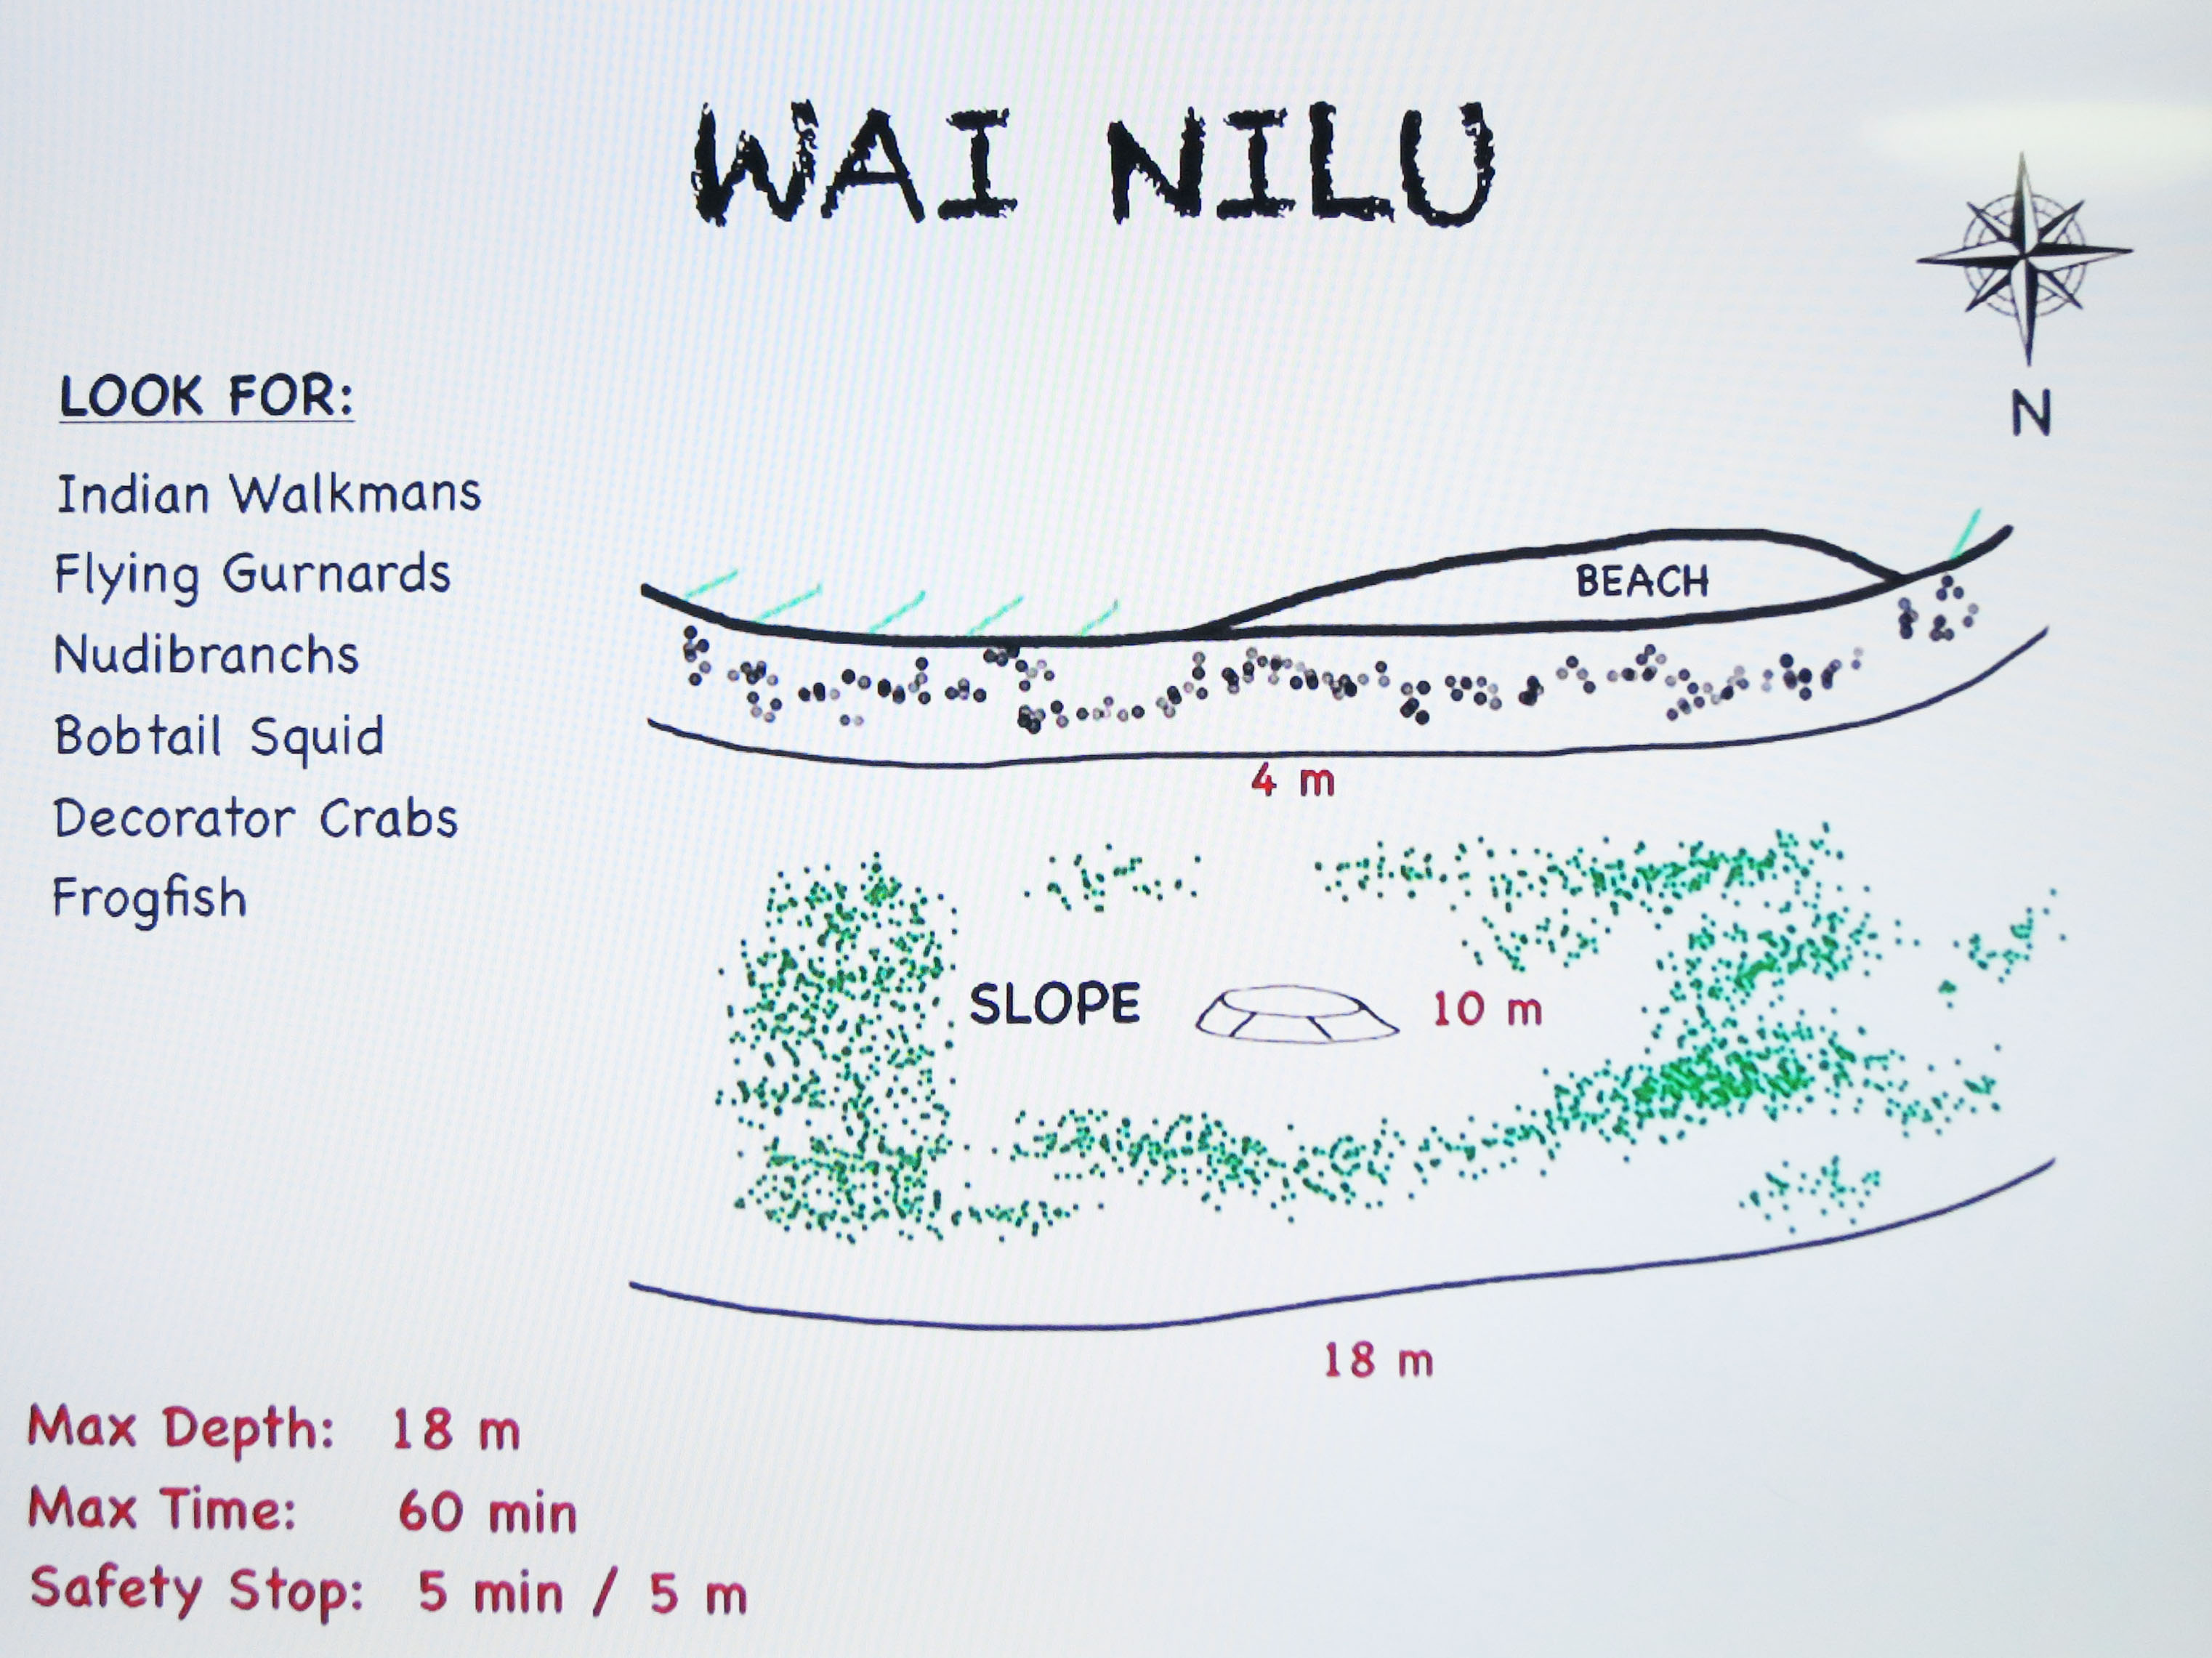 WAI NILU
N
LOOK FOR:
Indian Walkmans
Flying Gurnards
Nudibranchs
Bobtail Squid
Decorator Crabs
Frogfish
BEACH
4 m
SLOPE
10 m
18 m
Max Depth: 18 m
Max Time: 60 min
Safety Stop: 5 min / 5 m